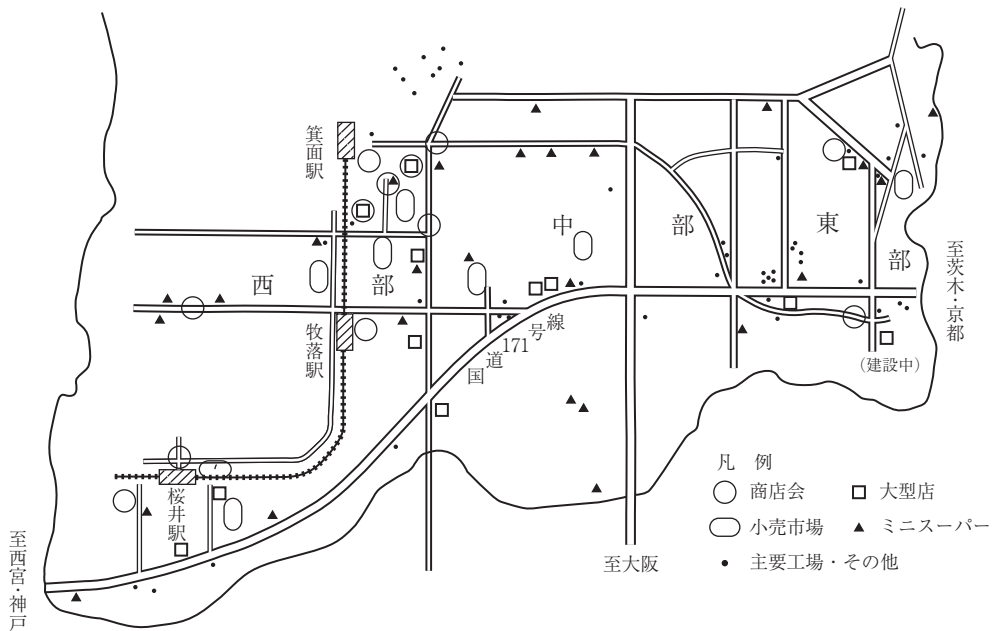 箕面駅
中部
東部
西部
牧落駅
国道171号線
至茨木・京都
(建設中)
桜井駅
至西宮・神戸
至大阪
凡 例
商店会
大型店
小売市場
ミニスーパー
主要工場・その他